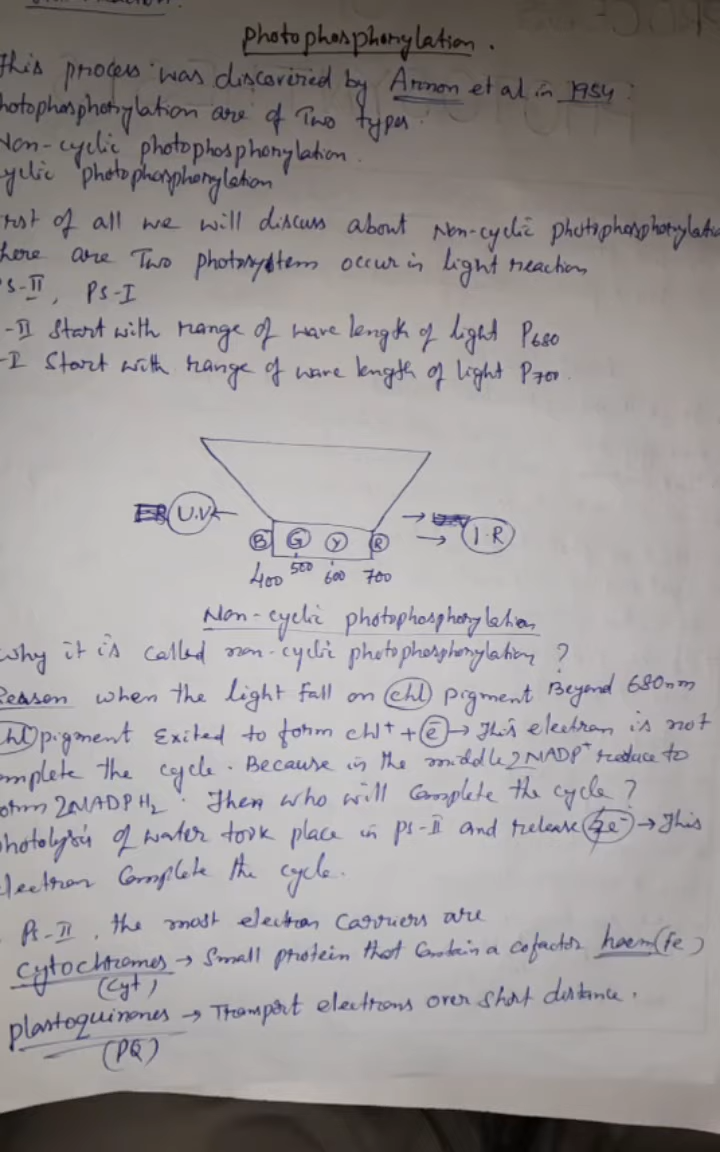 Photophosphorylation.
This process was discoviried by Arnon et al in 1954:
hotophosphorylation are of Two types.
Non-cyclic photophosphorylation.
yclic photophosphorylation
rst of all we will discuss about Non-cyclic photophosphorylatio
here are Two photosystem occur in light reaction
PS-II, PS-I
-II Start with range of wave length of light P680
-I Start with range of wave length of light P700.
U.V I.R
B G Y R
400 500 600 700
Non-cyclic photophosphorylation
Why it is called non-cyclic photophosphorylation ?
Reason when the light fall on chl pigment Beyond 680nm
Chl pigment Exited to form chl+ + e- → This electron is not
omplete the cycle. Because in the middle 2NADP+ reduce to
orm 2NADPH2. Then who will Complete the cycle ?
hotolysis of water took place in PS-II and release e- → This
electron Complete the cycle.
PS-II, the most electron carriers are
cytochromes → Small protein that Contain a cofactor haem(Fe)
(Cyt)
plastoquinones → Transport electrons over short distance.
(PQ)